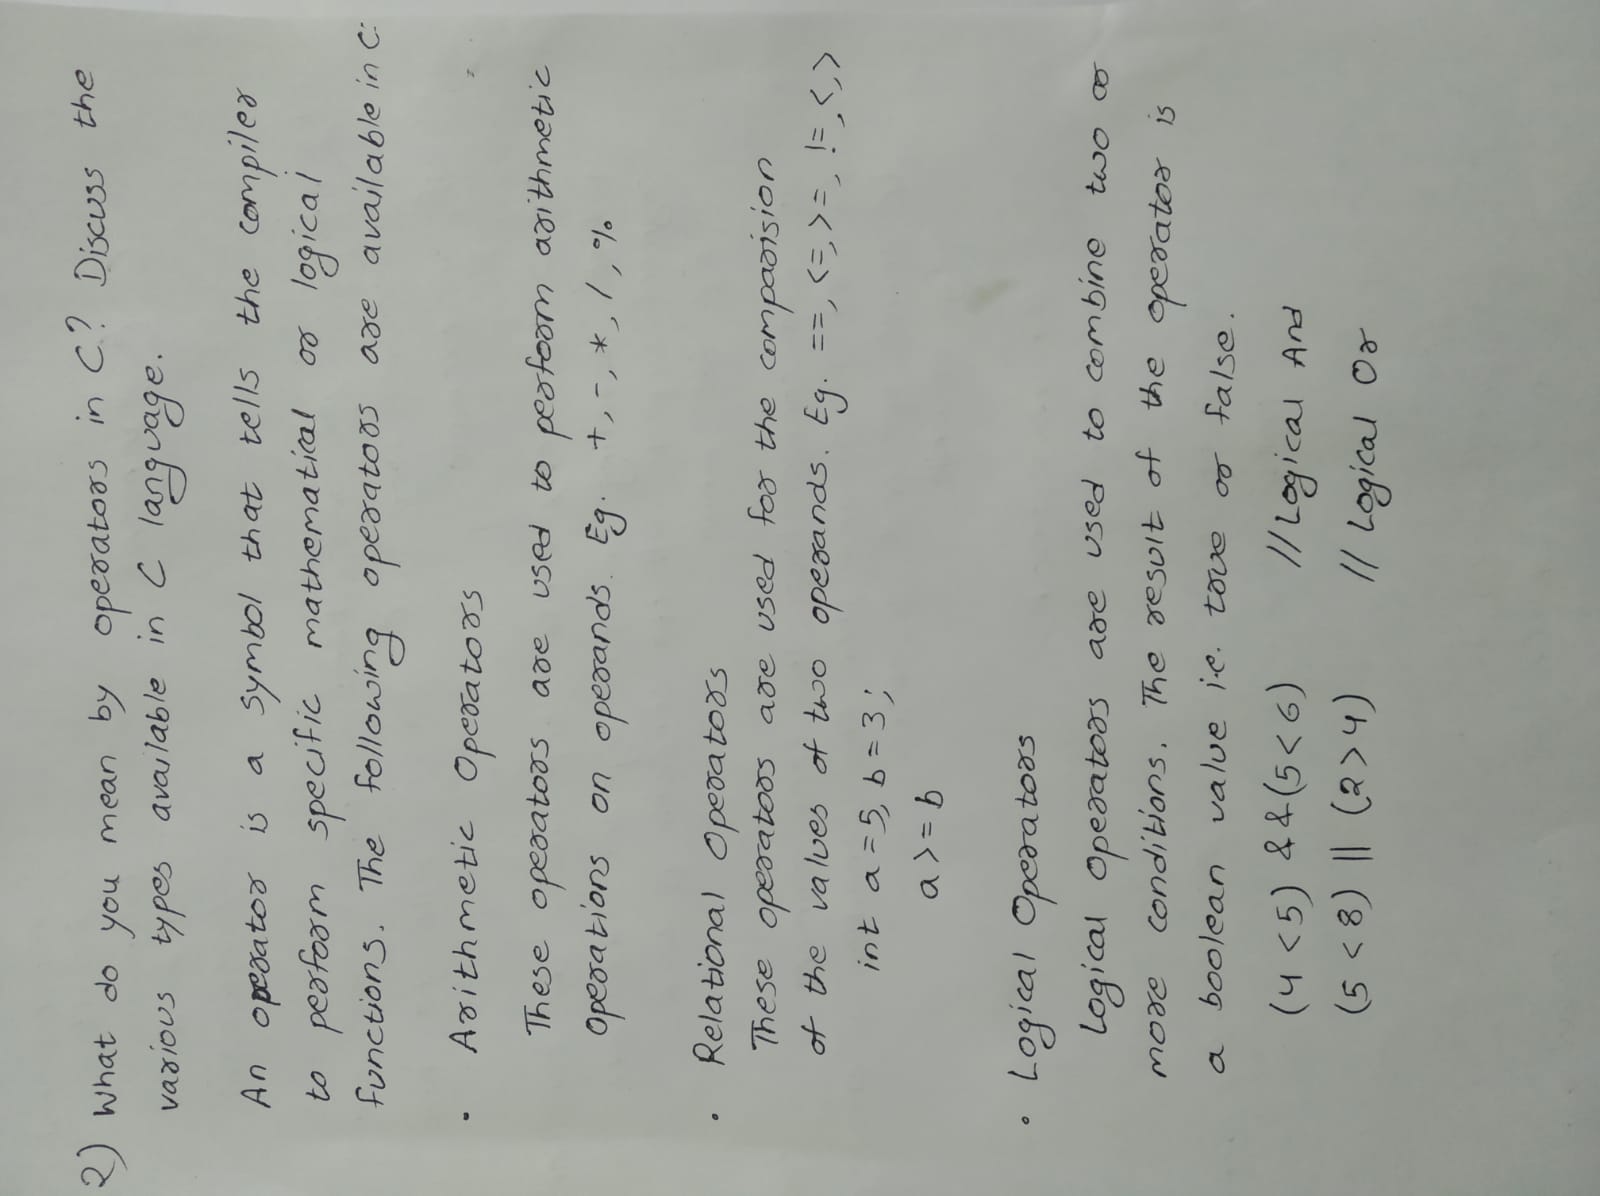 2) What do you mean by operators in C? Discuss the
various types available in C language.
An operator is a symbol that tells the compiler
to perform specific mathematical or logical
functions. The following operators are available in C:
• Arithmetic Operators
These operators are used to perform arithmetic
operations on operands. Eg. +, -, *, /, %
• Relational Operators
These operators are used for the comparision
of the values of two operands. Eg. ==, <=, >=, !=, <, >
int a = 5, b = 3;
a >= b
• Logical Operators
Logical operators are used to combine two or
more conditions. The result of the operator is
a boolean value i.e. true or false.
(4 < 5) && (5 < 6) // Logical And
(5 < 8) || (2 > 4) // Logical Or